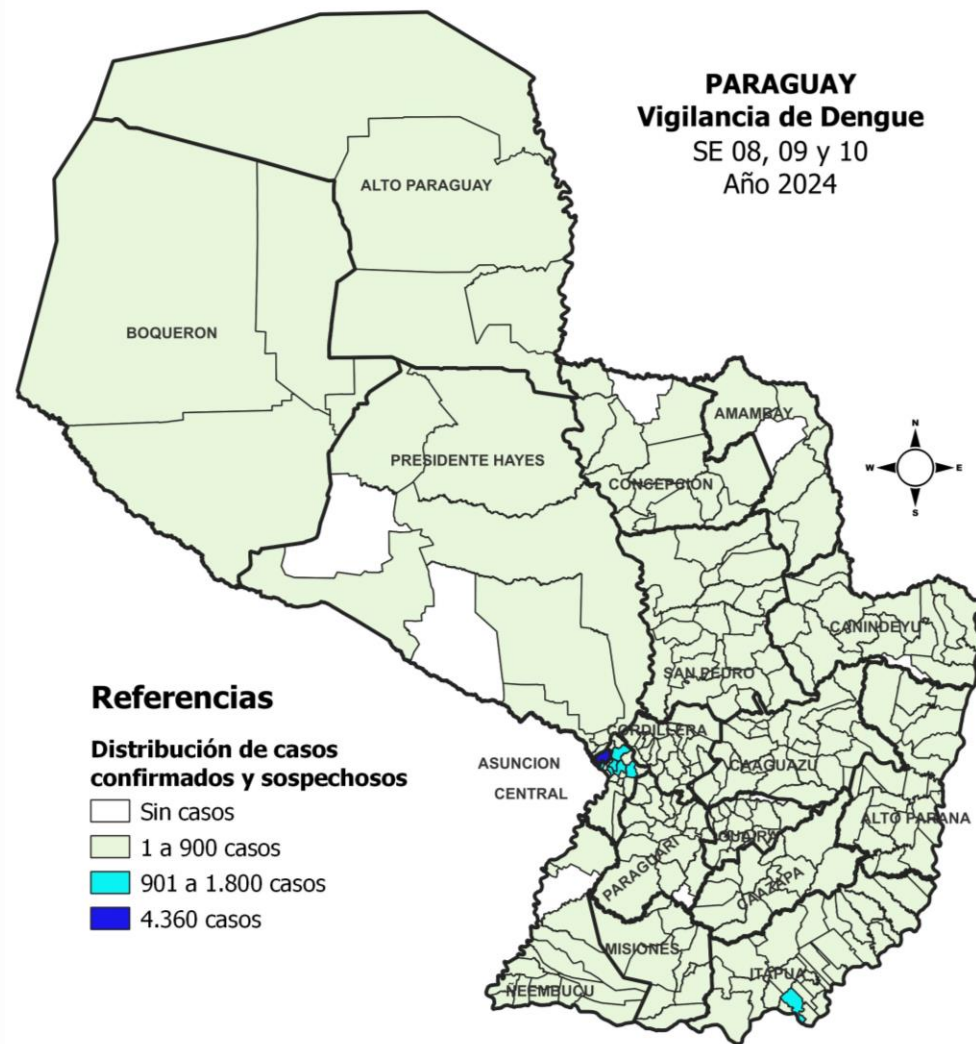 PARAGUAY
Vigilancia de Dengue
SE 08, 09 y 10
Año 2024
ALTO PARAGUAY
BOQUERON
AMAMBAY
PRESIDENTE HAYES
CONCEPCIÓN
N
W
E
S
CANINDEYU
SAN PEDRO
Referencias
Distribución de casos
confirmados y sospechosos
Sin casos
1 a 900 casos
901 a 1.800 casos
4.360 casos
CORDILLERA
ASUNCION
CENTRAL
CAAGUAZU
ALTO PARANA
GUAIRA
PARAGUARI
CAAZAPA
MISIONES
ITAPUA
ÑEEMBUCU